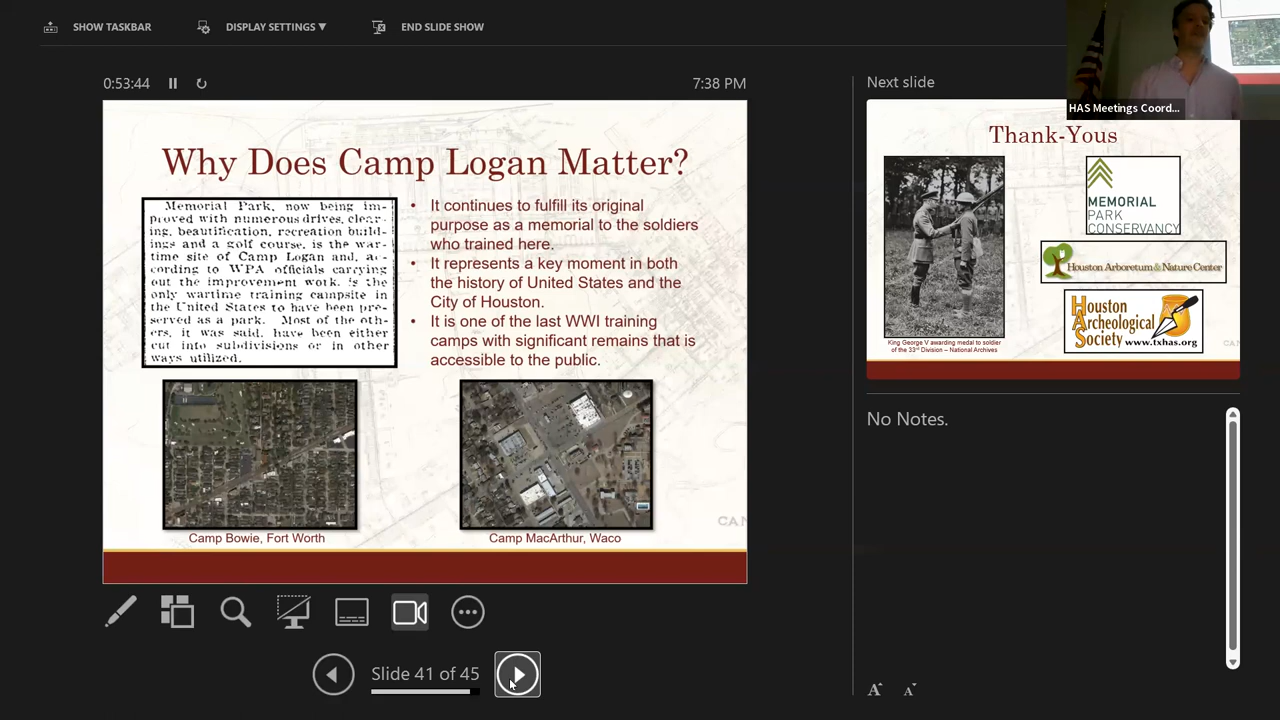 SHOW TASKBAR
DISPLAY SETTINGS ▼
END SLIDE SHOW
0:53:44
7:38 PM
Why Does Camp Logan Matter?
Memorial Park, now being im-
proved with numerous drives, clear-
ing, beautification, recreation build-
ings and a golf course, is the war-
time site of Camp Logan and, ac-
cording to WPA officials carrying
out the improvement work, is the
only wartime training campsite in
the United States to have been pre-
served as a park. Most of the oth-
ers, it was said, have been either
cut into subdivisions or in other
ways utilized.
• It continues to fulfill its original
purpose as a memorial to the soldiers
who trained here.
• It represents a key moment in both
the history of United States and the
City of Houston.
• It is one of the last WWI training
camps with significant remains that is
accessible to the public.
Camp Bowie, Fort Worth
Camp MacArthur, Waco
CAN
Slide 41 of 45
Next slide
HAS Meetings Coord...
Thank-Yous
King George V awarding medal to soldier
of the 33rd Division – National Archives
MEMORIAL
PARK
CONSERVANCY
Houston Arboretum & Nature Center
Houston
Archeological
Society www.txhas.org
No Notes.
A A